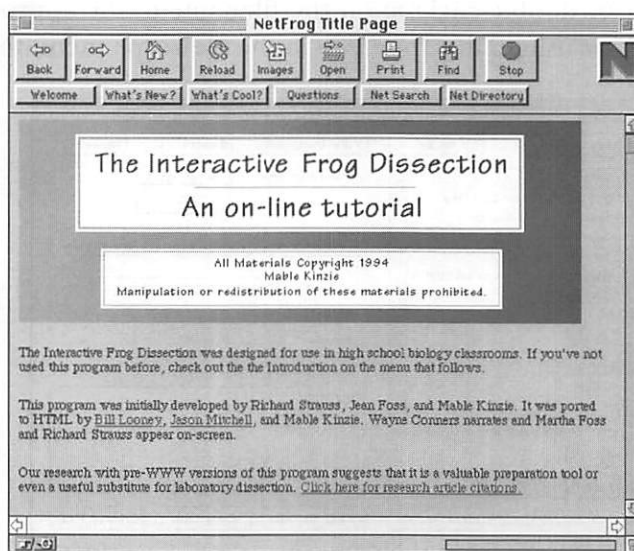 NetFrog Title Page
Back Forward Home Reload Images Open Print Find Stop
N
Welcome What's New? What's Cool? Questions Net Search Net Directory
The Interactive Frog Dissection
An on-line tutorial
All Materials Copyright 1994
Mable Kinzie
Manipulation or redistribution of these materials prohibited.
The Interactive Frog Dissection was designed for use in high school biology classrooms. If you've not
used this program before, check out the the Introduction on the menu that follows.
This program was initially developed by Richard Strauss, Jean Foss, and Mable Kinzie. It was ported
to HTML by Bill Looney, Jason Mitchell, and Mable Kinzie. Wayne Conners narrates and Martha Foss
and Richard Strauss appear on-screen.
Our research with pre-WWW versions of this program suggests that it is a valuable preparation tool or
even a useful substitute for laboratory dissection. Click here for research article citations.